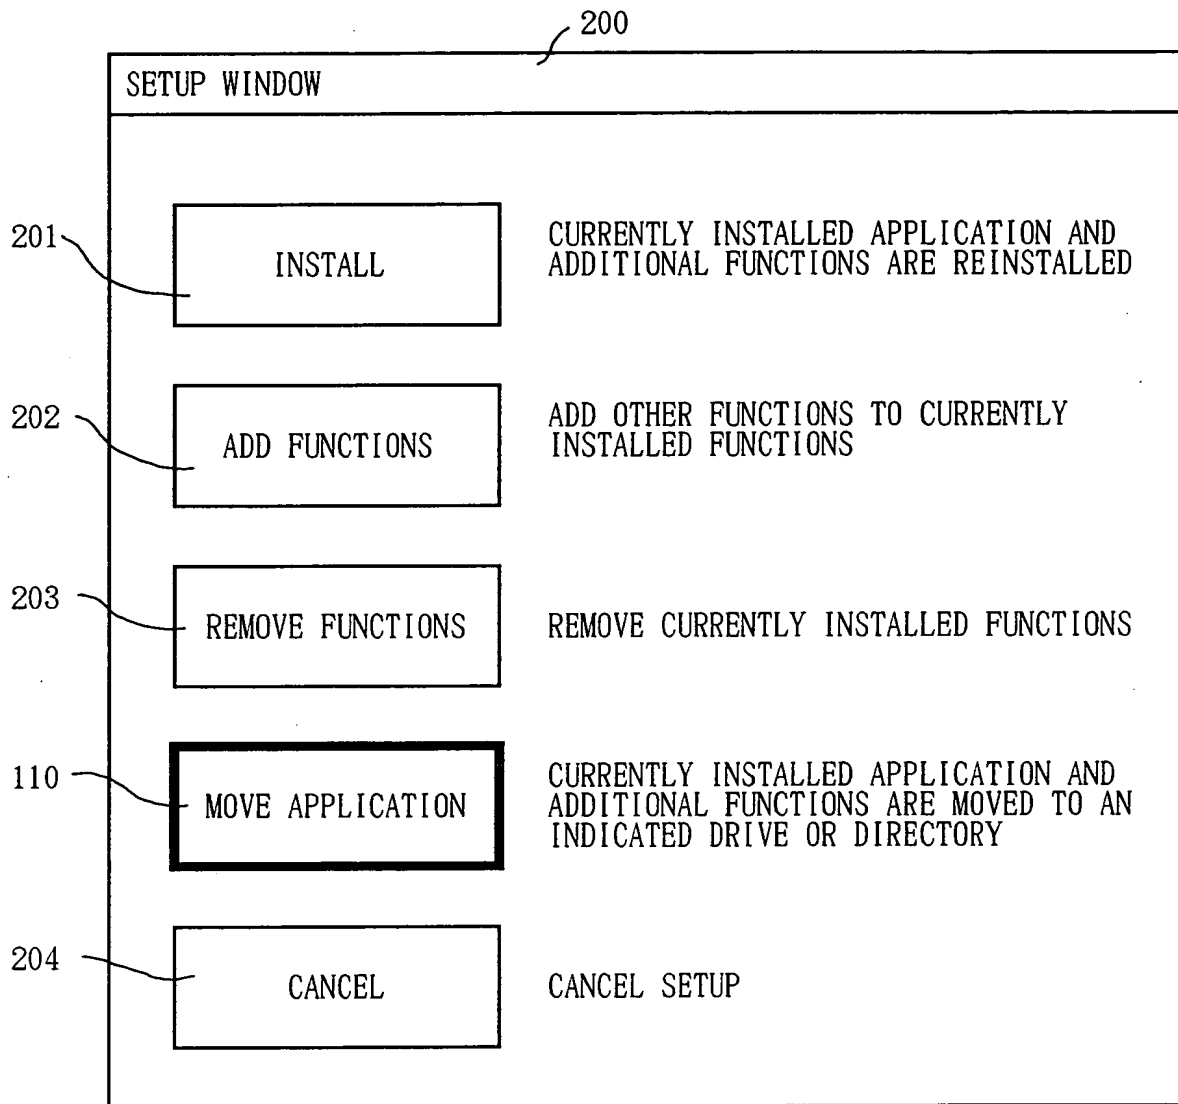 200
SETUP WINDOW
201
INSTALL
CURRENTLY INSTALLED APPLICATION AND
ADDITIONAL FUNCTIONS ARE REINSTALLED
202
ADD FUNCTIONS
ADD OTHER FUNCTIONS TO CURRENTLY
INSTALLED FUNCTIONS
203
REMOVE FUNCTIONS
REMOVE CURRENTLY INSTALLED FUNCTIONS
110
MOVE APPLICATION
CURRENTLY INSTALLED APPLICATION AND
ADDITIONAL FUNCTIONS ARE MOVED TO AN
INDICATED DRIVE OR DIRECTORY
204
CANCEL
CANCEL SETUP